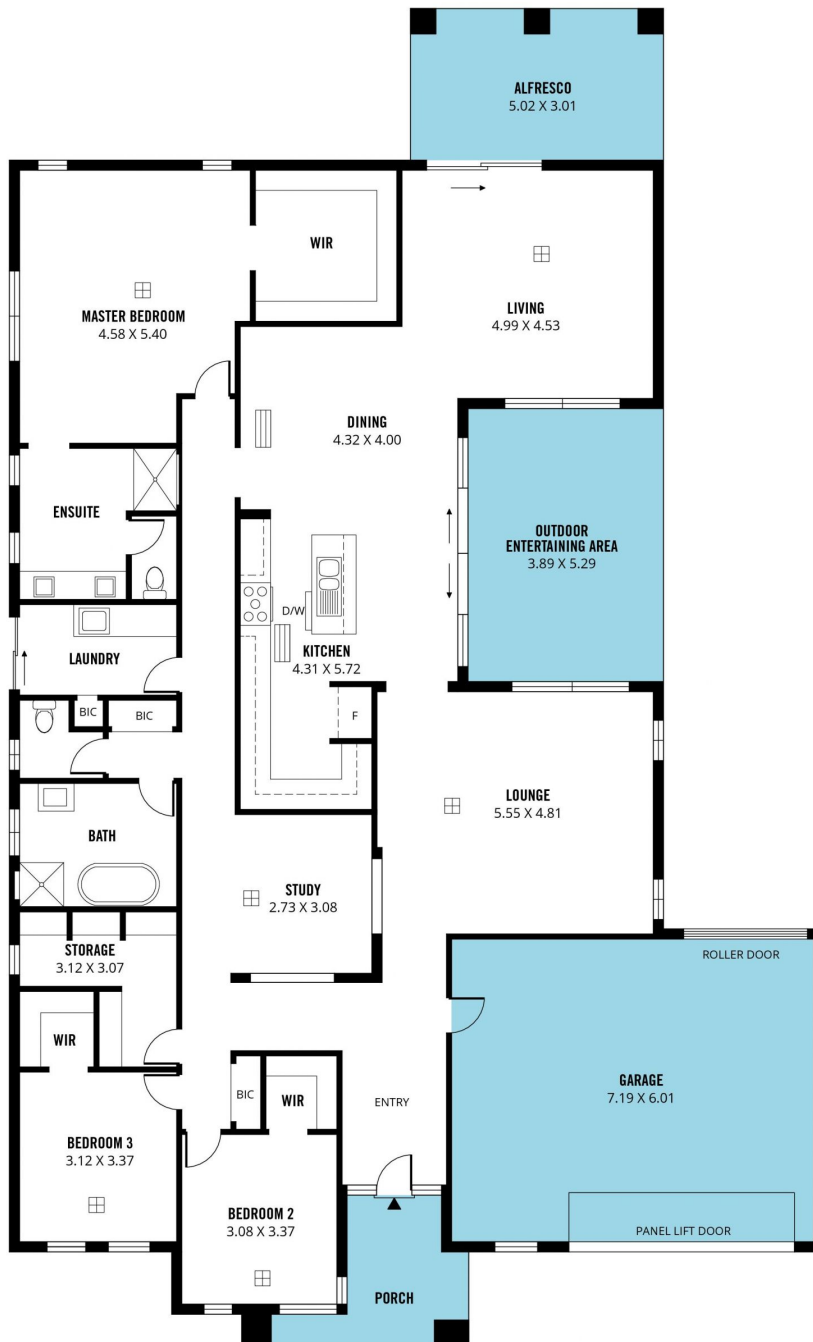 ALFRESCO
5.02 X 3.01
WIR
MASTER BEDROOM
4.58 X 5.40
LIVING
4.99 X 4.53
DINING
4.32 X 4.00
ENSUITE
OUTDOOR
ENTERTAINING AREA
3.89 X 5.29
D/W
KITCHEN
4.31 X 5.72
LAUNDRY
BIC
BIC
F
LOUNGE
5.55 X 4.81
BATH
STUDY
2.73 X 3.08
STORAGE
3.12 X 3.07
ROLLER DOOR
WIR
GARAGE
7.19 X 6.01
BIC
WIR
ENTRY
BEDROOM 3
3.12 X 3.37
BEDROOM 2
3.08 X 3.37
PANEL LIFT DOOR
PORCH